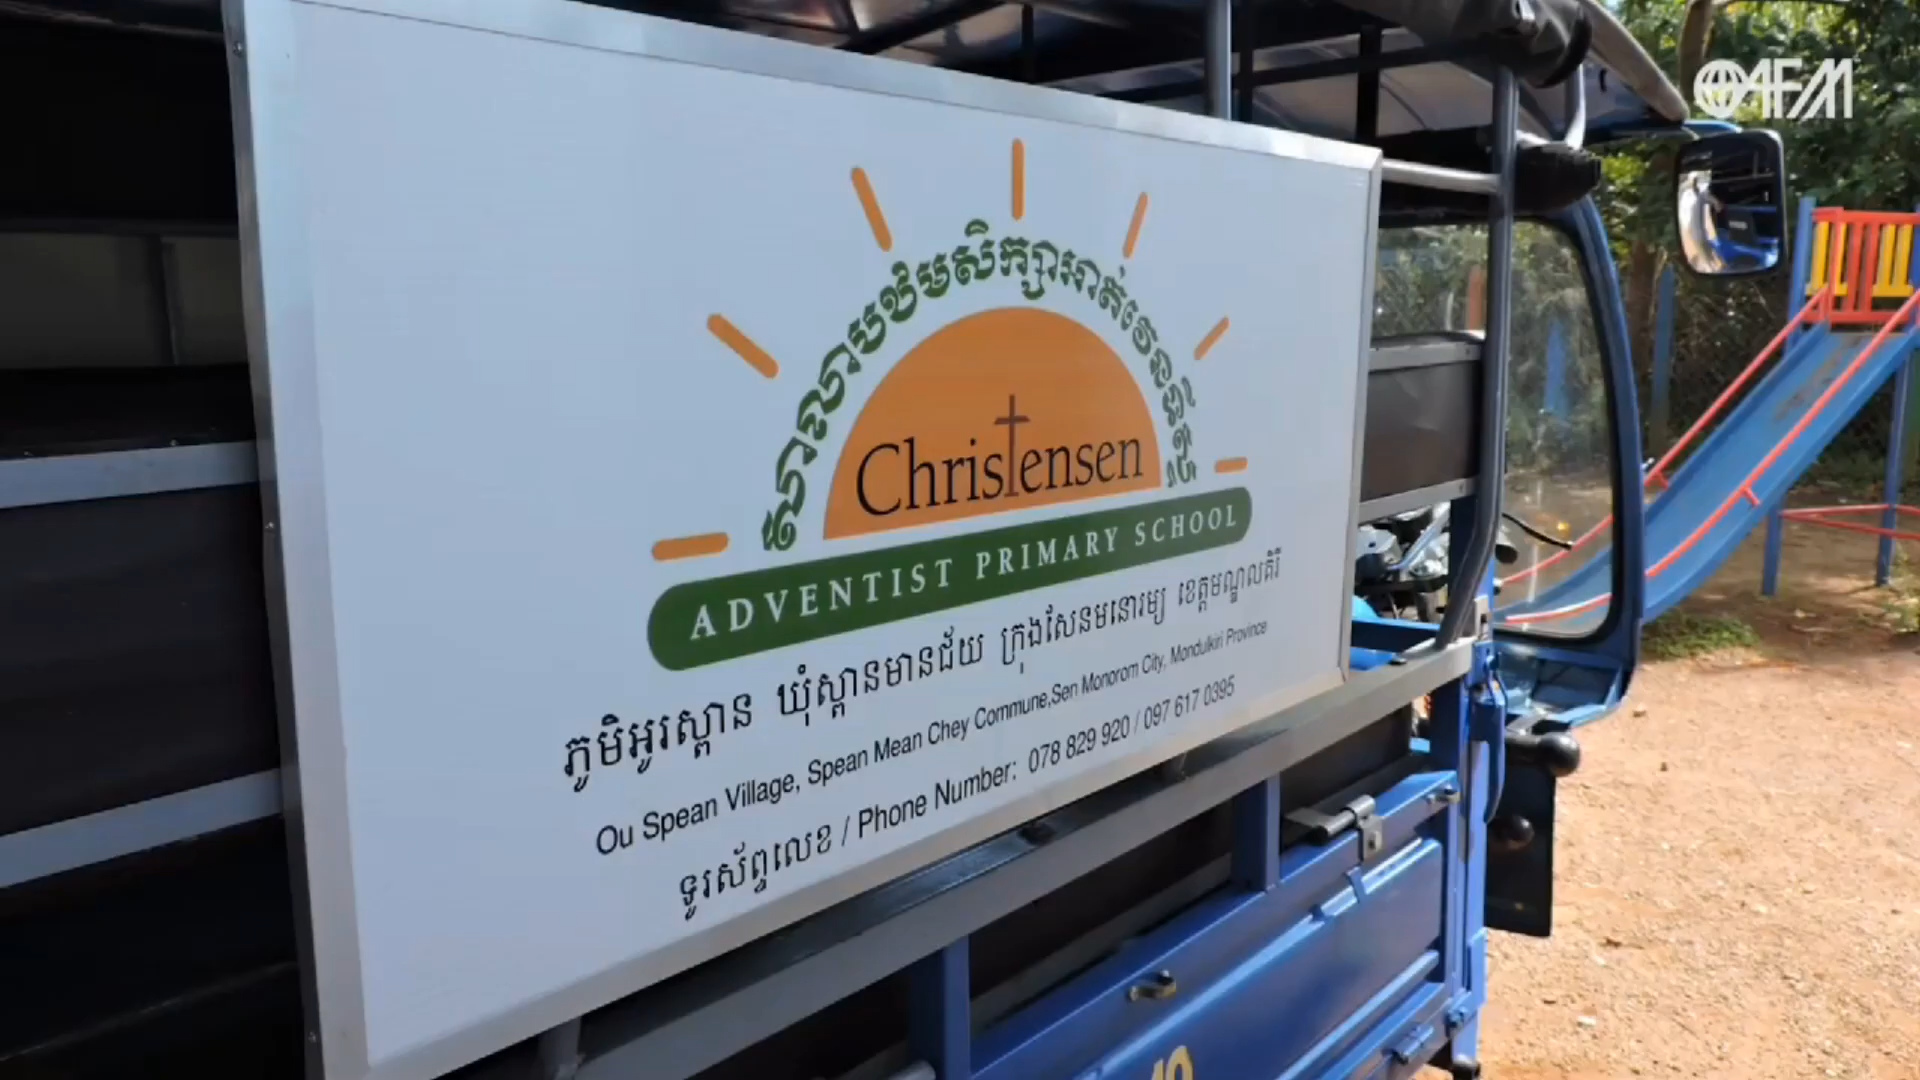 AFM
សាលាបឋមសិក្សាអាត់វេនទីស្ទ
Christensen
ADVENTIST PRIMARY SCHOOL
ភូមិអូរស្ពាន ឃុំស្ពានមានជ័យ ក្រុងសែនមនោរម្យ ខេត្តមណ្ឌលគិរី
Ou Spean Village, Spean Mean Chey Commune,Sen Monorom City, Mondulkiri Province
ទូរស័ព្ទលេខ / Phone Number: 078 829 920 / 097 617 0395